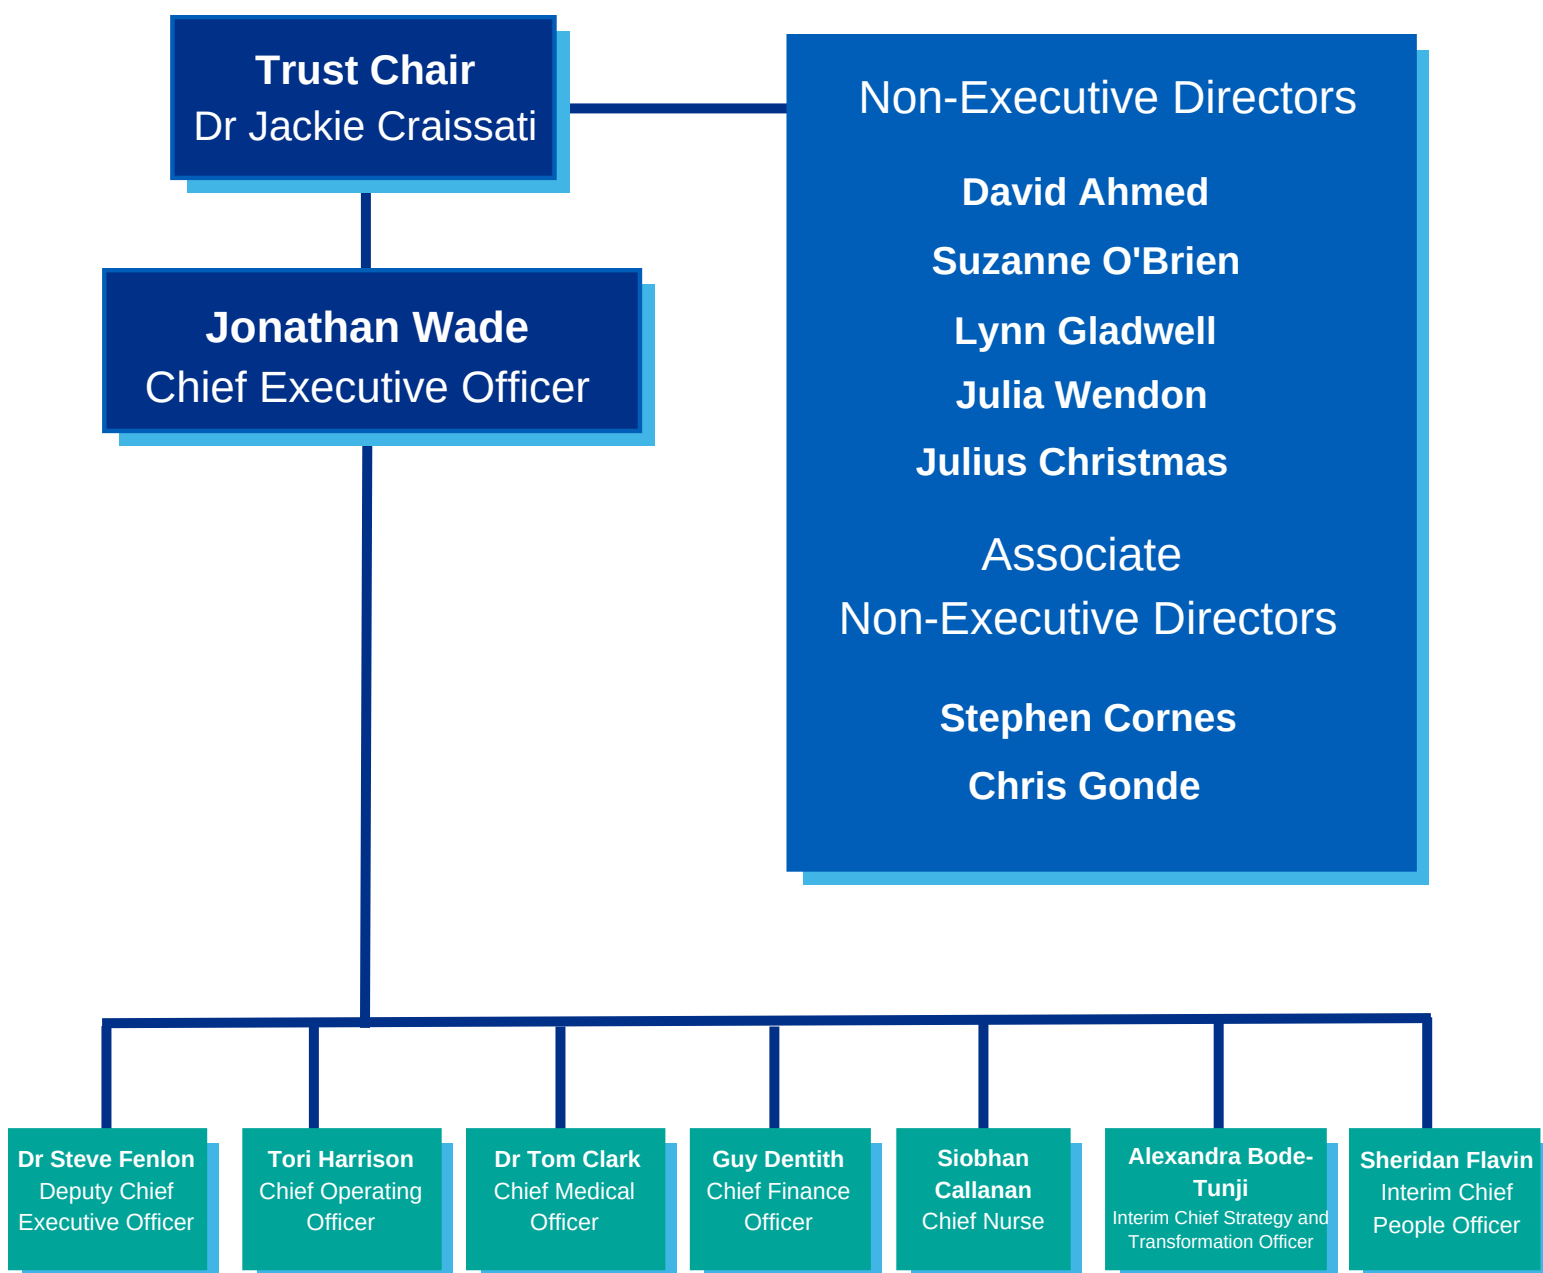 Trust Chair
Dr Jackie Craissati
Jonathan Wade
Chief Executive Officer
Non-Executive Directors
David Ahmed
Suzanne O'Brien
Lynn Gladwell
Julia Wendon
Julius Christmas
Associate
Non-Executive Directors
Stephen Cornes
Chris Gonde
Dr Steve Fenlon
Deputy Chief
Executive Officer
Tori Harrison
Chief Operating
Officer
Dr Tom Clark
Chief Medical
Officer
Guy Dentith
Chief Finance
Officer
Siobhan
Callanan
Chief Nurse
Alexandra Bode-
Tunji
Interim Chief Strategy and
Transformation Officer
Sheridan Flavin
Interim Chief
People Officer